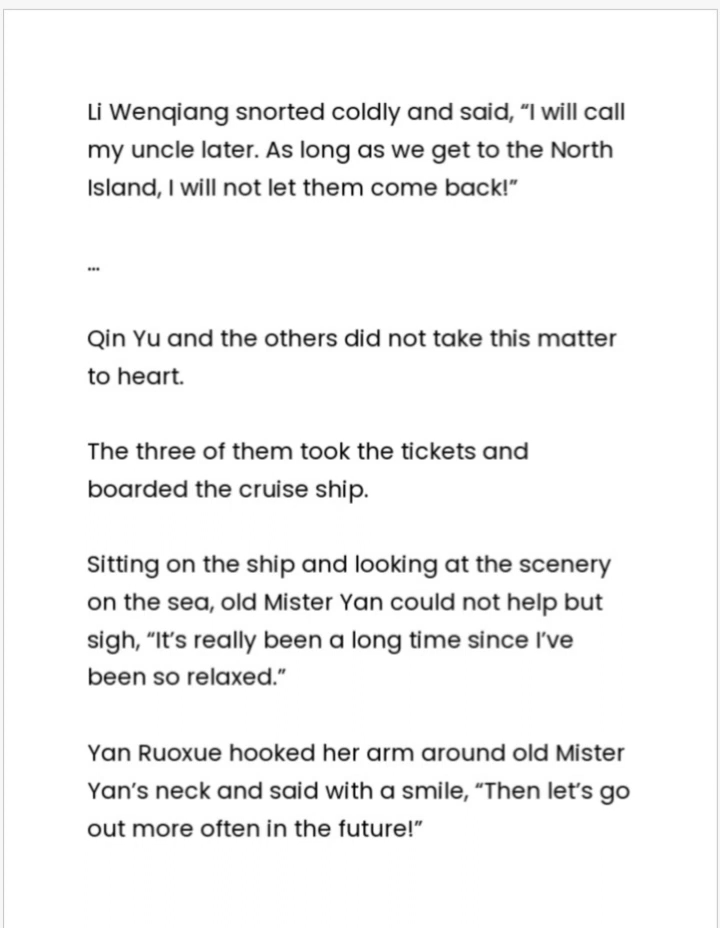 Li Wenqiang snorted coldly and said, “I will call
my uncle later. As long as we get to the North
Island, I will not let them come back!”
...
Qin Yu and the others did not take this matter
to heart.
The three of them took the tickets and
boarded the cruise ship.
Sitting on the ship and looking at the scenery
on the sea, old Mister Yan could not help but
sigh, “It’s really been a long time since I’ve
been so relaxed.”
Yan Ruoxue hooked her arm around old Mister
Yan’s neck and said with a smile, “Then let’s go
out more often in the future!”